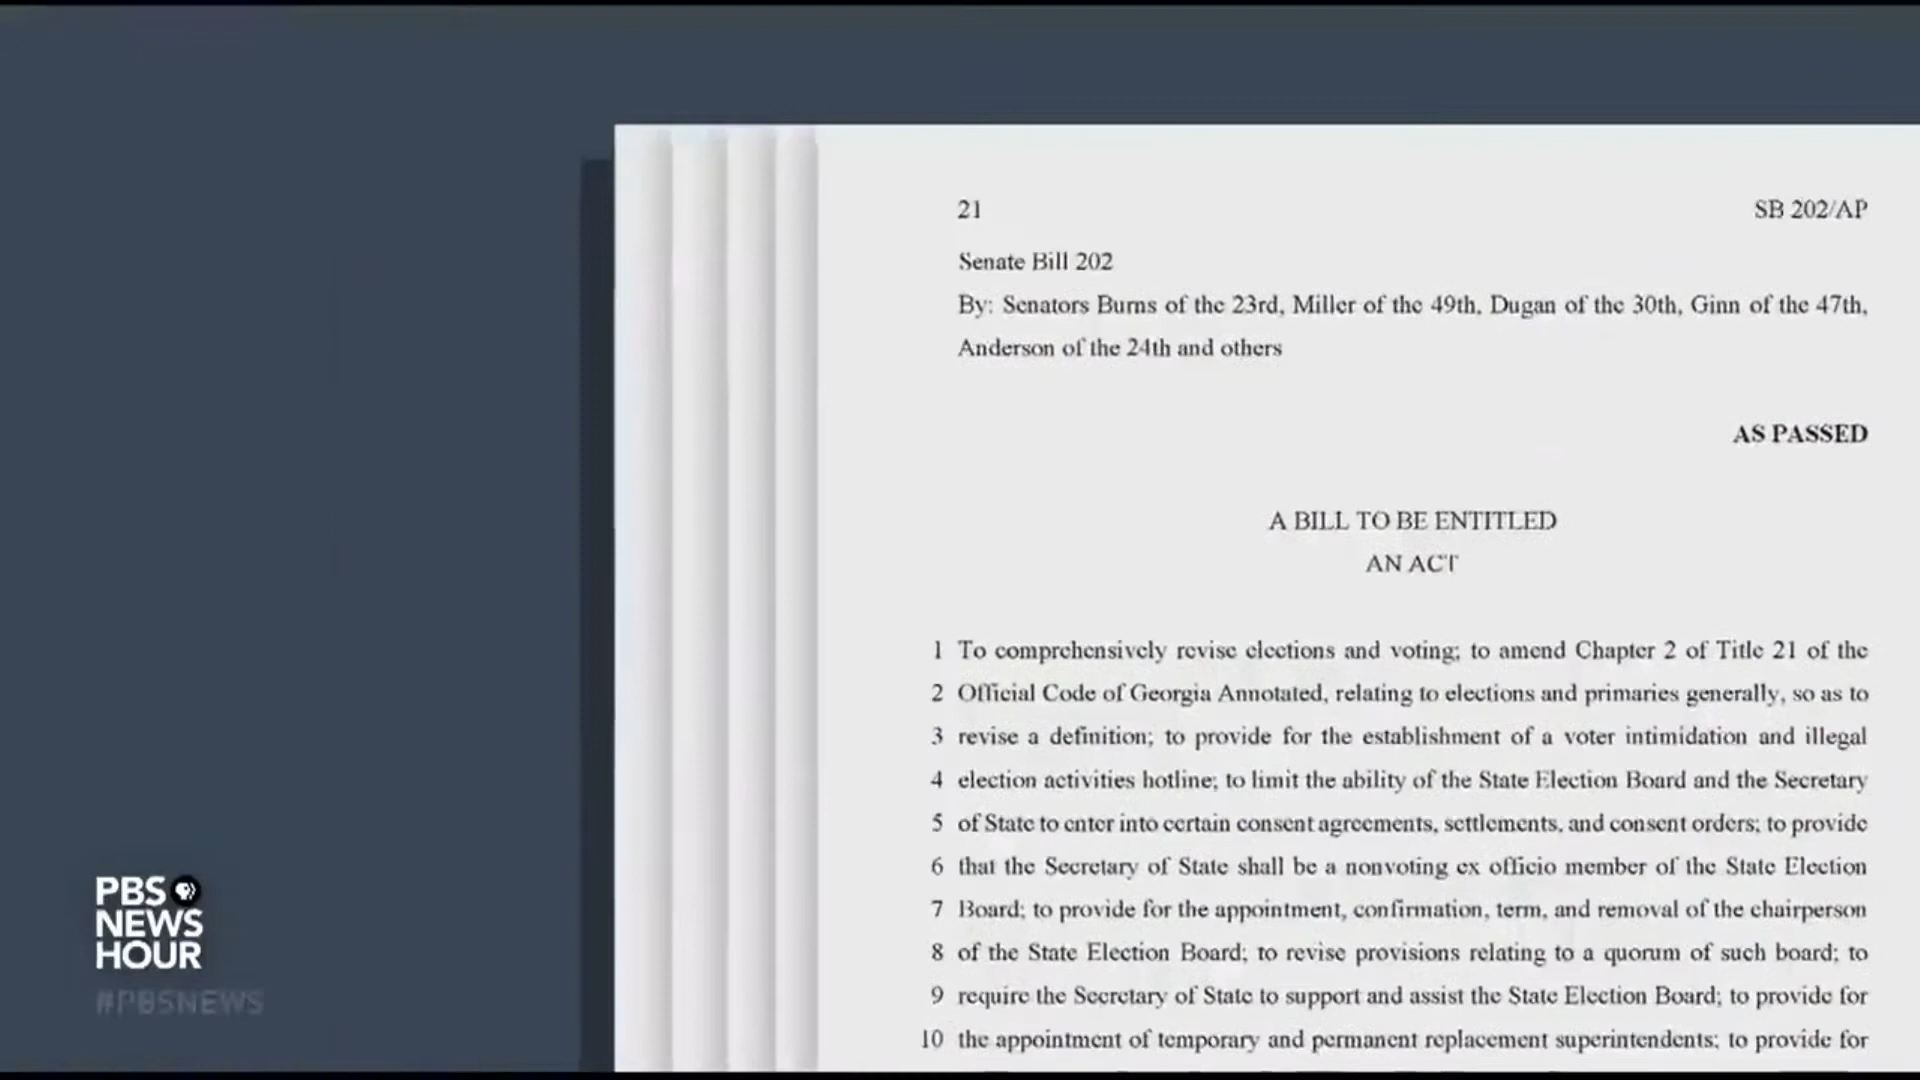 21 SB 202/AP
Senate Bill 202
By: Senators Burns of the 23rd, Miller of the 49th, Dugan of the 30th, Ginn of the 47th,
Anderson of the 24th and others
AS PASSED
A BILL TO BE ENTITLED
AN ACT
1 To comprehensively revise elections and voting; to amend Chapter 2 of Title 21 of the
2 Official Code of Georgia Annotated, relating to elections and primaries generally, so as to
3 revise a definition; to provide for the establishment of a voter intimidation and illegal
4 election activities hotline; to limit the ability of the State Election Board and the Secretary
5 of State to enter into certain consent agreements, settlements, and consent orders; to provide
6 that the Secretary of State shall be a nonvoting ex officio member of the State Election
7 Board; to provide for the appointment, confirmation, term, and removal of the chairperson
8 of the State Election Board; to revise provisions relating to a quorum of such board; to
9 require the Secretary of State to support and assist the State Election Board; to provide for
10 the appointment of temporary and permanent replacement superintendents; to provide for
PBS
NEWS
HOUR
#PBSNEWS